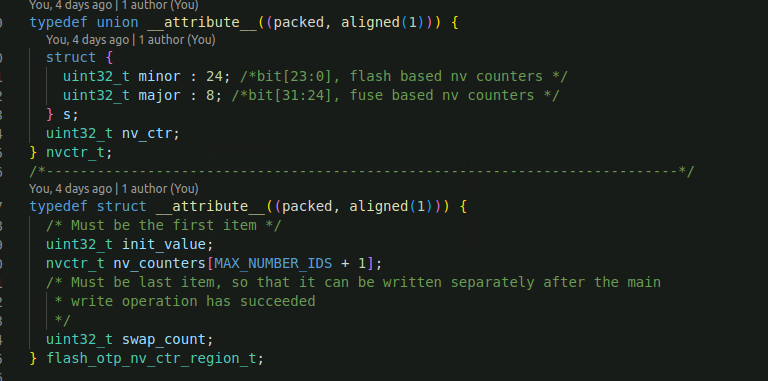 You, 4 days ago | 1 author (You)
typedef union __attribute__((packed, aligned(1))) {
You, 4 days ago | 1 author (You)
struct {
uint32_t minor : 24; /*bit[23:0], flash based nv counters */
uint32_t major : 8; /*bit[31:24], fuse based nv counters */
} s;
uint32_t nv_ctr;
} nvctr_t;
/*---------------------------------------------------------------------------*/
You, 4 days ago | 1 author (You)
typedef struct __attribute__((packed, aligned(1))) {
/* Must be the first item */
uint32_t init_value;
nvctr_t nv_counters[MAX_NUMBER_IDS + 1];
/* Must be last item, so that it can be written separately after the main
* write operation has succeeded
*/
uint32_t swap_count;
} flash_otp_nv_ctr_region_t;